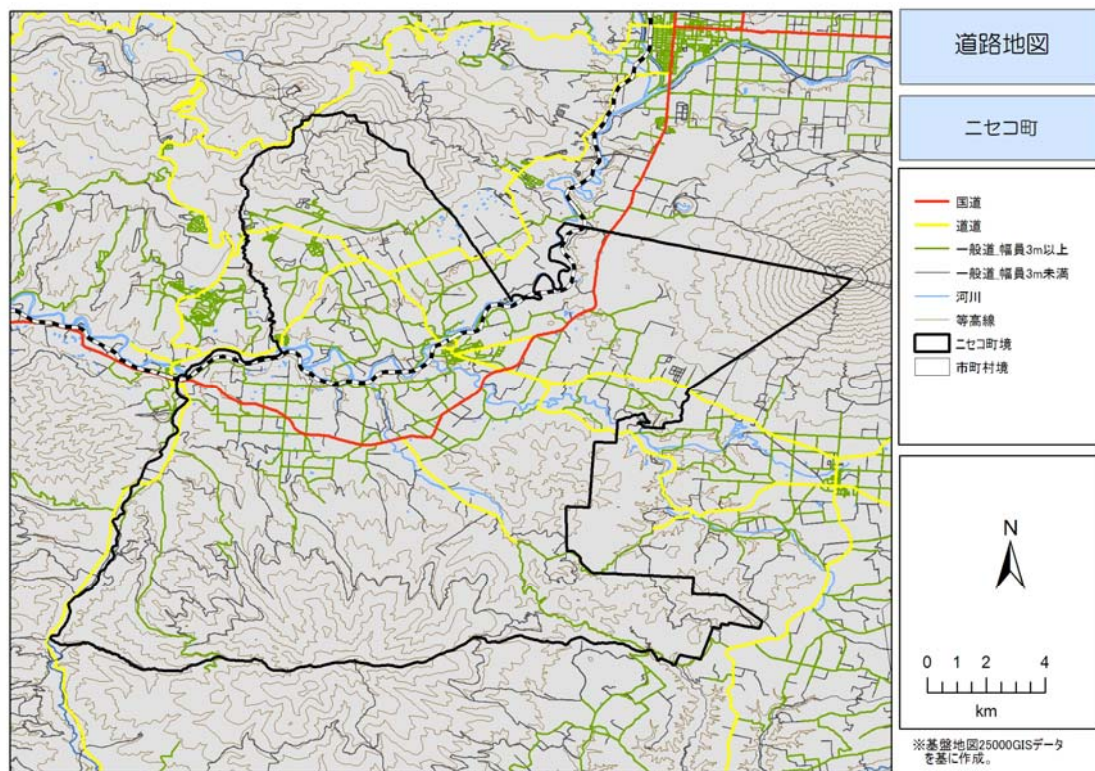 道路地図
ニセコ町
国道
道道
一般道_幅員3m以上
一般道_幅員3m未満
河川
等高線
ニセコ町境
市町村境
N
0 1 2 4
km
※基盤地図25000GISデータ
を基に作成。